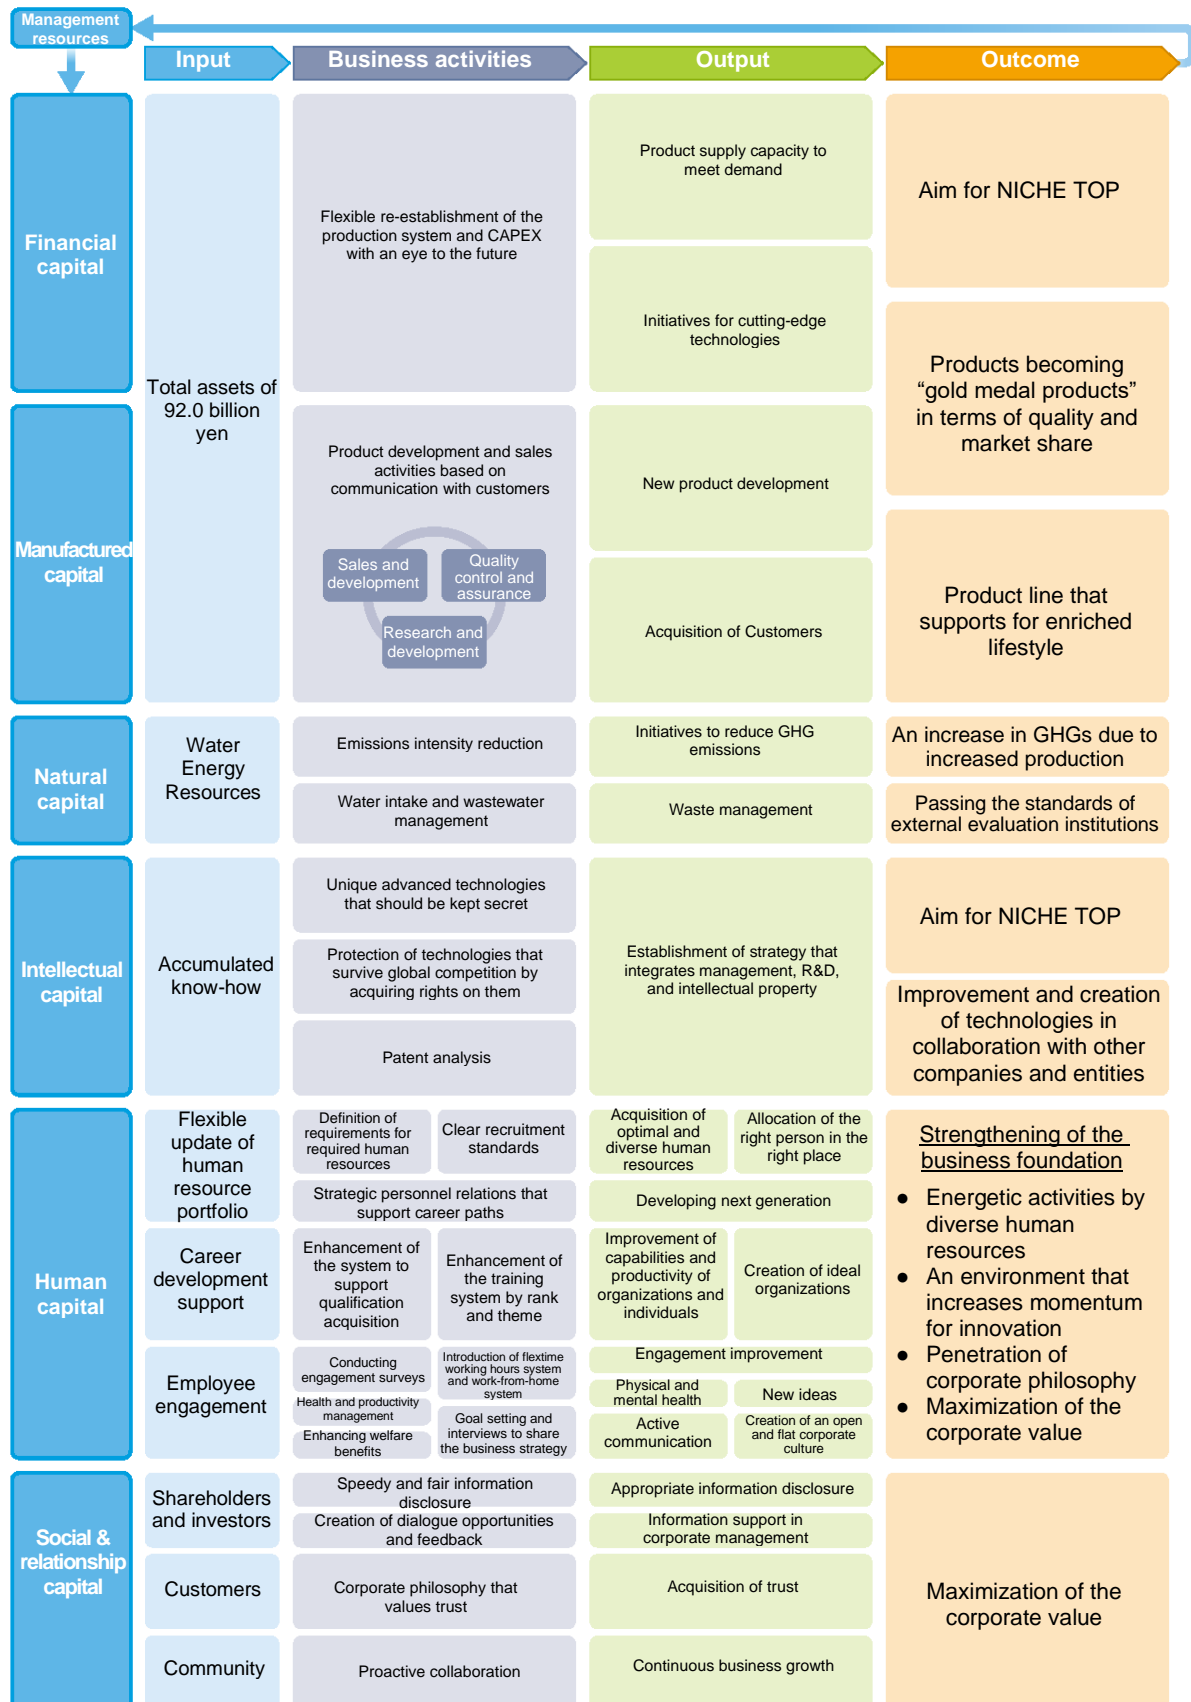 Management
resources
Input
Business activities
Output
Outcome
Financial
capital
Total assets of
92.0 billion
yen
Flexible re-establishment of the
production system and CAPEX
with an eye to the future
Product supply capacity to
meet demand
Initiatives for cutting-edge
technologies
Aim for NICHE TOP
Products becoming
“gold medal products”
in terms of quality and
market share
Manufactured
capital
Product development and sales
activities based on
communication with customers
Sales and
development
Quality
control and
assurance
Research and
development
New product development
Acquisition of Customers
Product line that
supports for enriched
lifestyle
Natural
capital
Water
Energy
Resources
Emissions intensity reduction
Water intake and wastewater
management
Initiatives to reduce GHG
emissions
Waste management
An increase in GHGs due to
increased production
Passing the standards of
external evaluation institutions
Intellectual
capital
Accumulated
know-how
Unique advanced technologies
that should be kept secret
Protection of technologies that
survive global competition by
acquiring rights on them
Patent analysis
Establishment of strategy that
integrates management, R&D,
and intellectual property
Aim for NICHE TOP
Improvement and creation
of technologies in
collaboration with other
companies and entities
Human
capital
Flexible
update of
human
resource
portfolio
Definition of
requirements for
required human
resources
Clear recruitment
standards
Strategic personnel relations that
support career paths
Acquisition of
optimal and
diverse human
resources
Allocation of the
right person in the
right place
Developing next generation
Career
development
support
Enhancement of
the system to
support
qualification
acquisition
Enhancement of
the training
system by rank
and theme
Improvement of
capabilities and
productivity of
organizations and
individuals
Creation of ideal
organizations
Employee
engagement
Conducting
engagement surveys
Health and productivity
management
Enhancing welfare
benefits
Introduction of flextime
working hours system
and work-from-home
system
Goal setting and
interviews to share
the business strategy
Engagement improvement
Physical and
mental health
New ideas
Active
communication
Creation of an open
and flat corporate
culture
Strengthening of the
business foundation
● Energetic activities by
diverse human
resources
● An environment that
increases momentum
for innovation
● Penetration of
corporate philosophy
● Maximization of the
corporate value
Social &
relationship
capital
Shareholders
and investors
Speedy and fair information
disclosure
Creation of dialogue opportunities
and feedback
Appropriate information disclosure
Information support in
corporate management
Customers
Corporate philosophy that
values trust
Acquisition of trust
Community
Proactive collaboration
Continuous business growth
Maximization of the
corporate value